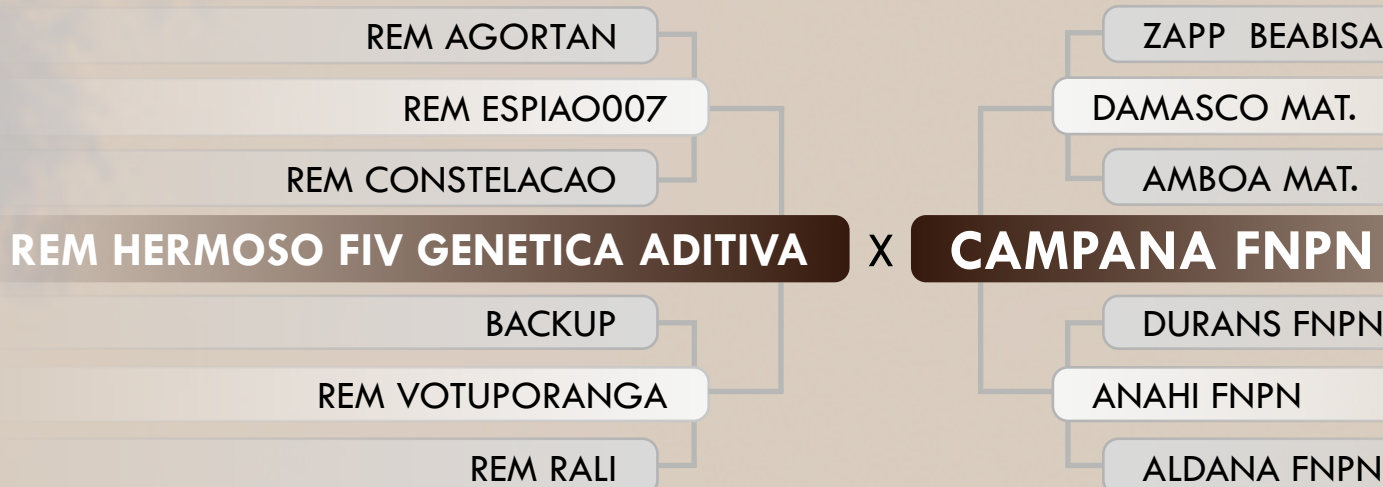 REM AGORTAN
ZAPP BEABISA
REM ESPIAO007
DAMASCO MAT.
REM CONSTELACAO
AMBOA MAT.
REM HERMOSO FIV GENETICA ADITIVA X CAMPANA FNPN
BACKUP
DURANS FNPN
REM VOTUPORANGA
ANAHI FNPN
REM RALI
ALDANA FNPN